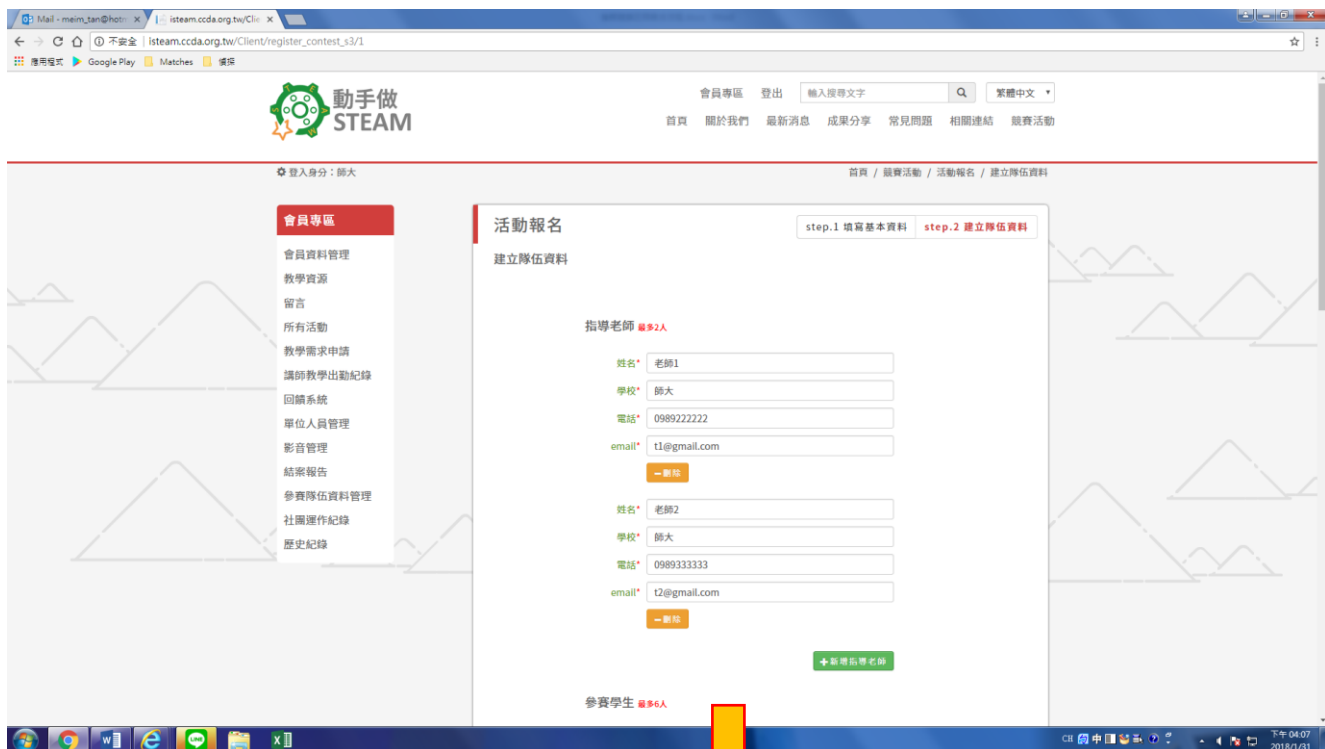 Mail - meim_tan@hotm
isteam.ccda.org.tw/Clie
不安全 | isteam.ccda.org.tw/Client/register_contest_s3/1
應用程式 Google Play Matches 偵探
動手做
STEAM
會員專區 登出 輸入搜尋文字 繁體中文
首頁 關於我們 最新消息 成果分享 常見問題 相關連結 競賽活動
登入身分：師大
首頁 / 競賽活動 / 活動報名 / 建立隊伍資料
會員專區
會員資料管理
教學資源
留言
所有活動
教學需求申請
講師教學出勤紀錄
回饋系統
單位人員管理
影音管理
結案報告
參賽隊伍資料管理
社團運作紀錄
歷史紀錄
活動報名
step.1 填寫基本資料 step.2 建立隊伍資料
建立隊伍資料
指導老師 最多2人
姓名* 老師1
學校* 師大
電話* 0989222222
email* t1@gmail.com
刪除
姓名* 老師2
學校* 師大
電話* 0989333333
email* t2@gmail.com
刪除
新增指導老師
參賽學生 最多6人
CH 中
下午 04:07
2018/1/31